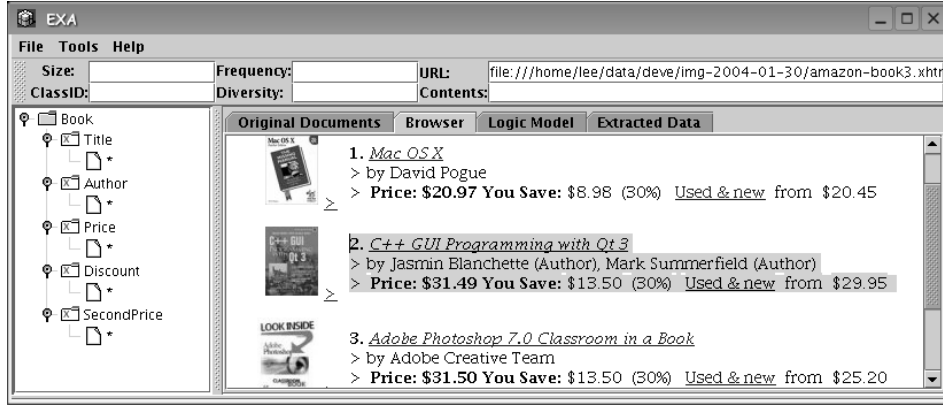 EXA
File Tools Help
Size: Frequency: URL: file:///home/lee/data/deve/img-2004-01-30/amazon-book3.xhtm
ClassID: Diversity: Contents:
Book
Title
*
Author
*
Price
*
Discount
*
SecondPrice
*
Original Documents Browser Logic Model Extracted Data
Mac OS X
1. Mac OS X
> by David Pogue
> Price: $20.97 You Save: $8.98 (30%) Used & new from $20.45
>
C++ GUI
Qt 3
2. C++ GUI Programming with Qt 3
> by Jasmin Blanchette (Author), Mark Summerfield (Author)
> Price: $31.49 You Save: $13.50 (30%) Used & new from $29.95
>
LOOK INSIDE
Adobe
Photoshop
3. Adobe Photoshop 7.0 Classroom in a Book
> by Adobe Creative Team
> Price: $31.50 You Save: $13.50 (30%) Used & new from $25.20